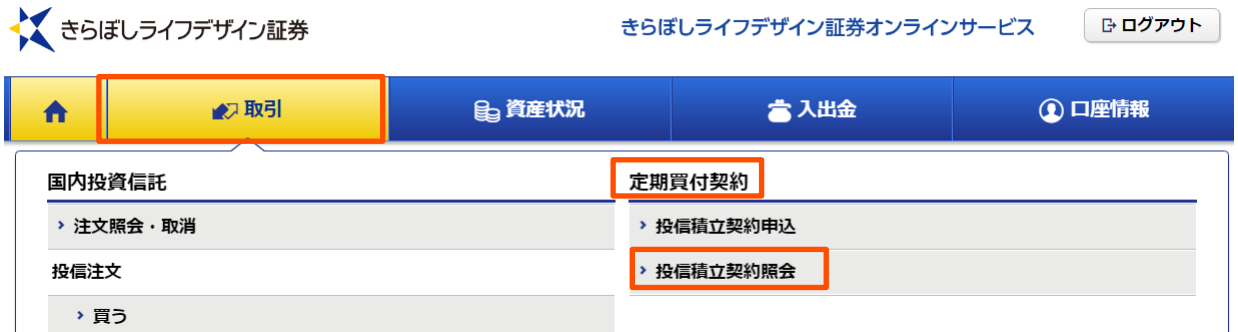 きらぼしライフデザイン証券
きらぼしライフデザイン証券オンラインサービス
ログアウト
取引
資産状況
入出金
口座情報
国内投資信託
定期買付契約
注文照会・取消
投信積立契約申込
投信注文
投信積立契約照会
買う